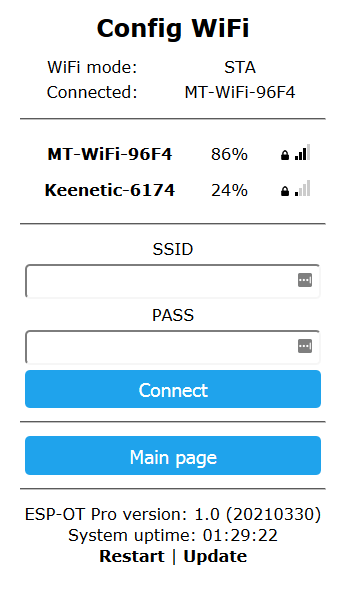 Config WiFi
WiFi mode: STA
Connected: MT-WiFi-96F4
MT-WiFi-96F4 86%
Keenetic-6174 24%
SSID
PASS
Connect
Main page
ESP-OT Pro version: 1.0 (20210330)
System uptime: 01:29:22
Restart | Update